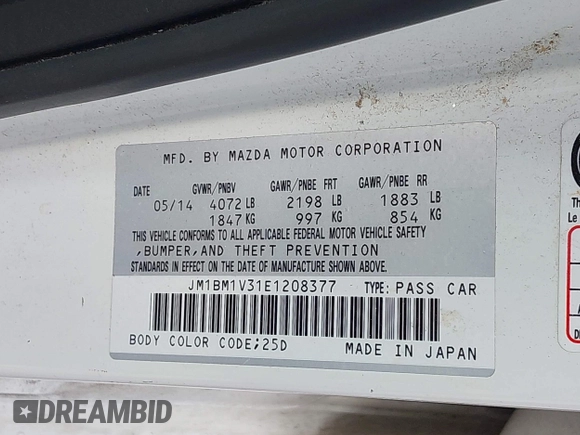 MFD. BY MAZDA MOTOR CORPORATION
DATE GVWR/PNBV GAWR/PNBE FRT GAWR/PNBE RR
05/14 4072 LB 2198 LB 1883 LB
1847 KG 997 KG 854 KG
THIS VEHICLE CONFORMS TO ALL APPLICABLE FEDERAL MOTOR VEHICLE SAFETY
,BUMPER,AND THEFT PREVENTION
STANDARDS IN EFFECT ON THE DATE OF MANUFACTURE SHOWN ABOVE.
JM1BM1V31E1208377 TYPE: PASS CAR
BODY COLOR CODE;25D MADE IN JAPAN
Le
DREAMBID